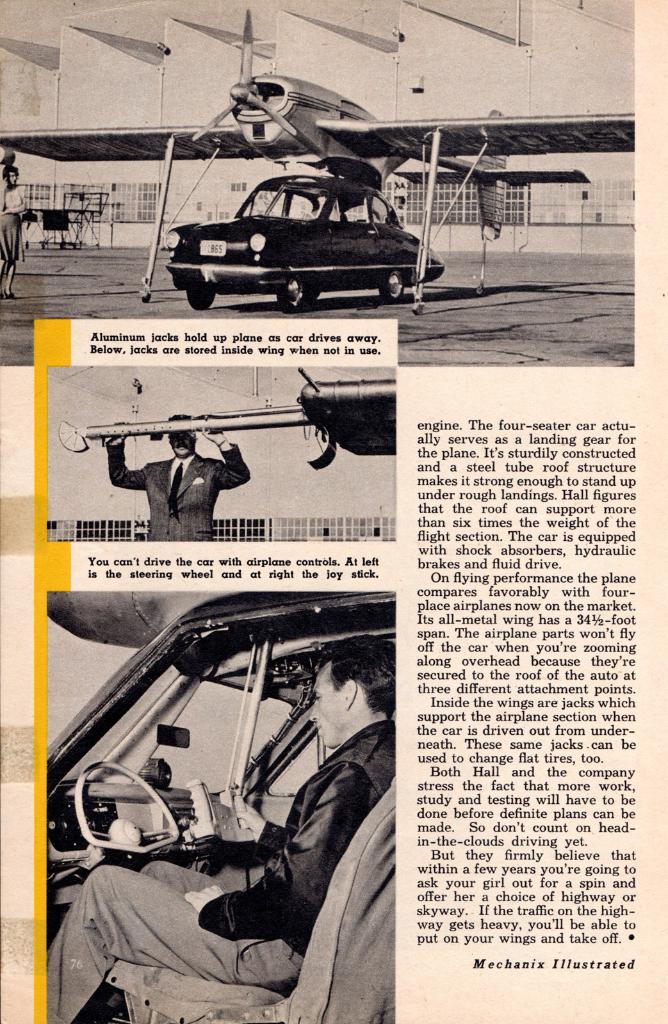 1865
Aluminum jacks hold up plane as car drives away.
Below, jacks are stored inside wing when not in use.
You can't drive the car with airplane controls. At left
is the steering wheel and at right the joy stick.
76
engine. The four-seater car actu-
ally serves as a landing gear for
the plane. It's sturdily constructed
and a steel tube roof structure
makes it strong enough to stand up
under rough landings. Hall figures
that the roof can support more
than six times the weight of the
flight section. The car is equipped
with shock absorbers, hydraulic
brakes and fluid drive.
On flying performance the plane
compares favorably with four-
place airplanes now on the market.
Its all-metal wing has a 34½-foot
span. The airplane parts won't fly
off the car when you're zooming
along overhead because they're
secured to the roof of the auto at
three different attachment points.
Inside the wings are jacks which
support the airplane section when
the car is driven out from under-
neath. These same jacks can be
used to change flat tires, too.
Both Hall and the company
stress the fact that more work,
study and testing will have to be
done before definite plans can be
made. So don't count on head-
in-the-clouds driving yet.
But they firmly believe that
within a few years you're going to
ask your girl out for a spin and
offer her a choice of highway or
skyway. If the traffic on the high-
way gets heavy, you'll be able to
put on your wings and take off. •
Mechanix Illustrated